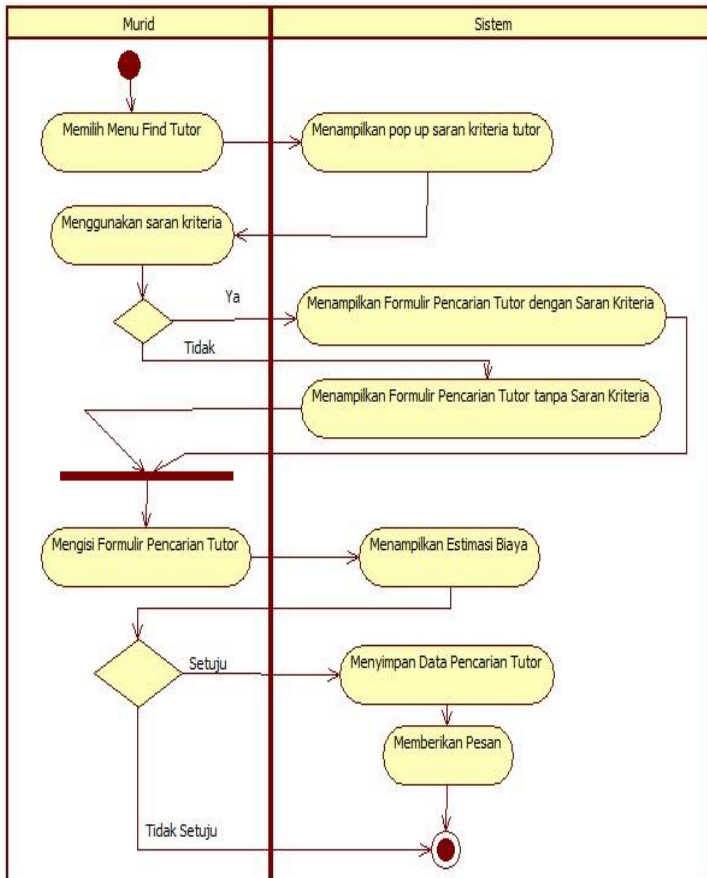 Murid
Sistem
Memilih Menu Find Tutor
Menampilkan pop up saran kriteria tutor
Menggunakan saran kriteria
Ya
Menampilkan Formulir Pencarian Tutor dengan Saran Kriteria
Tidak
Menampilkan Formulir Pencarian Tutor tanpa Saran Kriteria
Mengisi Formulir Pencarian Tutor
Menampilkan Estimasi Biaya
Setuju
Menyimpan Data Pencarian Tutor
Memberikan Pesan
Tidak Setuju